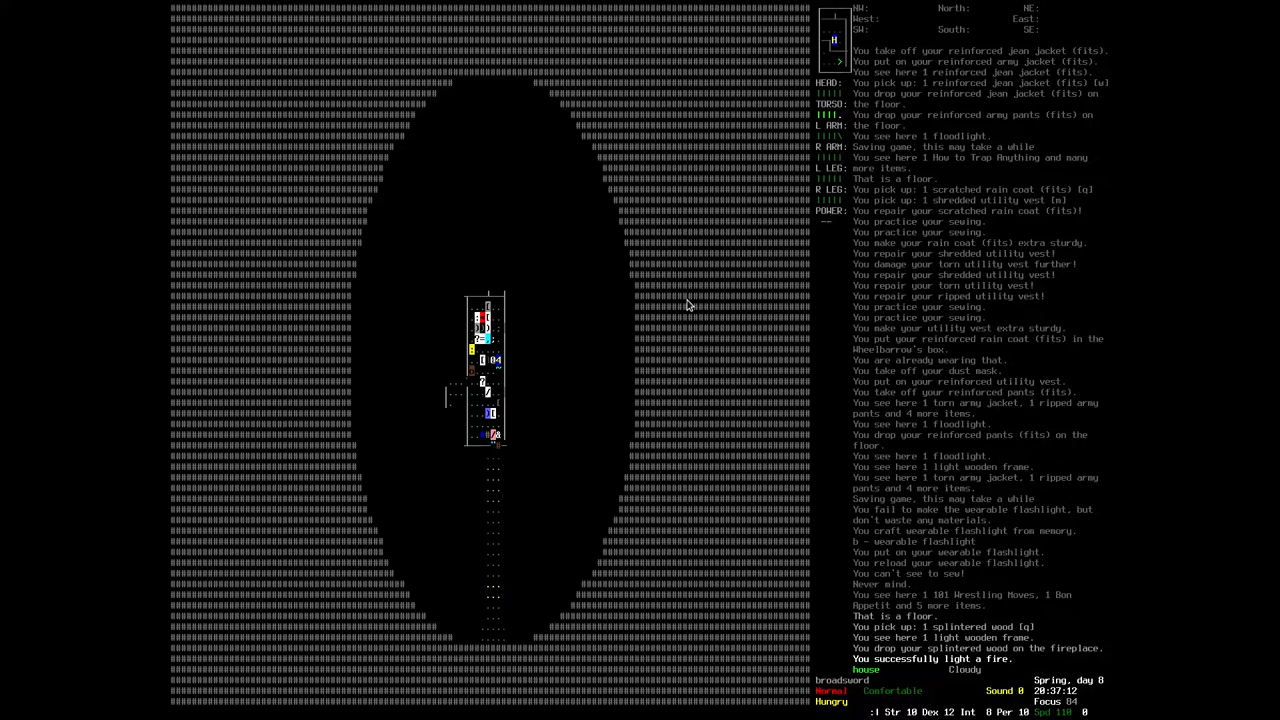 NW: North: NE:
West: East:
SW: South: SE:
You take off your reinforced jean jacket (fits).
You put on your reinforced army jacket (fits).
You see here 1 reinforced jean jacket (fits).
HEAD: You pick up: 1 reinforced jean jacket (fits) [w]
You drop your reinforced jean jacket (fits) on
TORSO: the floor.
You drop your reinforced army pants (fits) on
L ARM: the floor.
You see here 1 floodlight.
R ARM: Saving game, this may take a while
You see here 1 How to Trap Anything and many
L LEG: more items.
That is a floor.
R LEG: You pick up: 1 scratched rain coat (fits) [q]
You pick up: 1 shredded utility vest [m]
POWER: You repair your scratched rain coat (fits)!
-- You practice your sewing.
You practice your sewing.
You make your rain coat (fits) extra sturdy.
You repair your shredded utility vest!
You damage your torn utility vest further!
You repair your shredded utility vest!
You repair your torn utility vest!
You repair your ripped utility vest!
You practice your sewing.
You practice your sewing.
You make your utility vest extra sturdy.
You put your reinforced rain coat (fits) in the
Wheelbarrow's box.
You are already wearing that.
You take off your dust mask.
You put on your reinforced utility vest.
You take off your reinforced pants (fits).
You see here 1 torn army jacket, 1 ripped army
pants and 4 more items.
You see here 1 floodlight.
You drop your reinforced pants (fits) on the
floor.
You see here 1 floodlight.
You see here 1 light wooden frame.
You see here 1 torn army jacket, 1 ripped army
pants and 4 more items.
Saving game, this may take a while
You fail to make the wearable flashlight, but
don't waste any materials.
You craft wearable flashlight from memory.
b - wearable flashlight
You put on your wearable flashlight.
You reload your wearable flashlight.
You can't see to sew!
Never mind.
You see here 1 101 Wrestling Moves, 1 Bon
Appetit and 5 more items.
That is a floor.
You pick up: 1 splintered wood [q]
You see here 1 light wooden frame.
You drop your splintered wood on the fireplace.
You successfully light a fire.
house Cloudy
broadsword Spring, day 8
Normal Comfortable Sound 0 20:37:12
Hungry Focus 84
:| Str 10 Dex 12 Int 8 Per 10 Spd 110 0